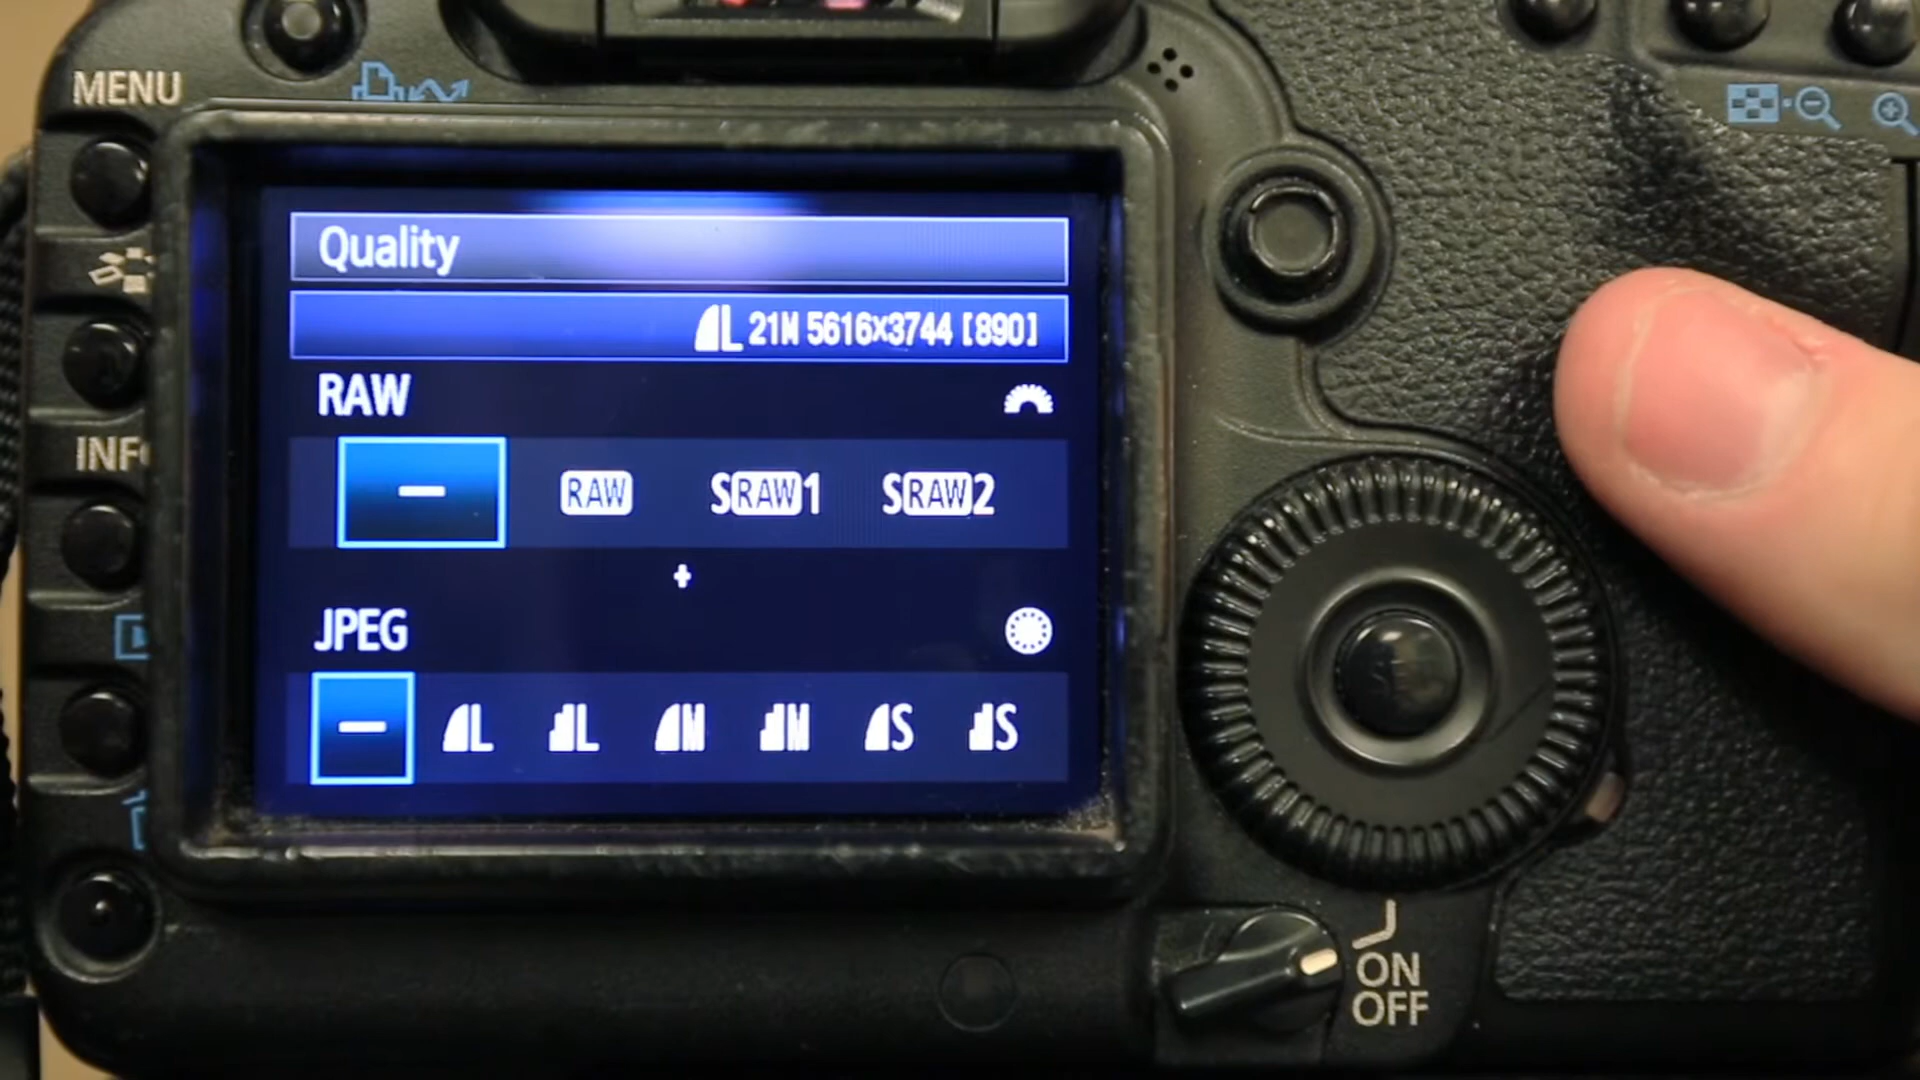 MENU
Quality
L 21M 5616x3744 [890]
RAW
INFO
– RAW SRAW1 SRAW2
+
JPEG
– L L M M S S
ON
OFF